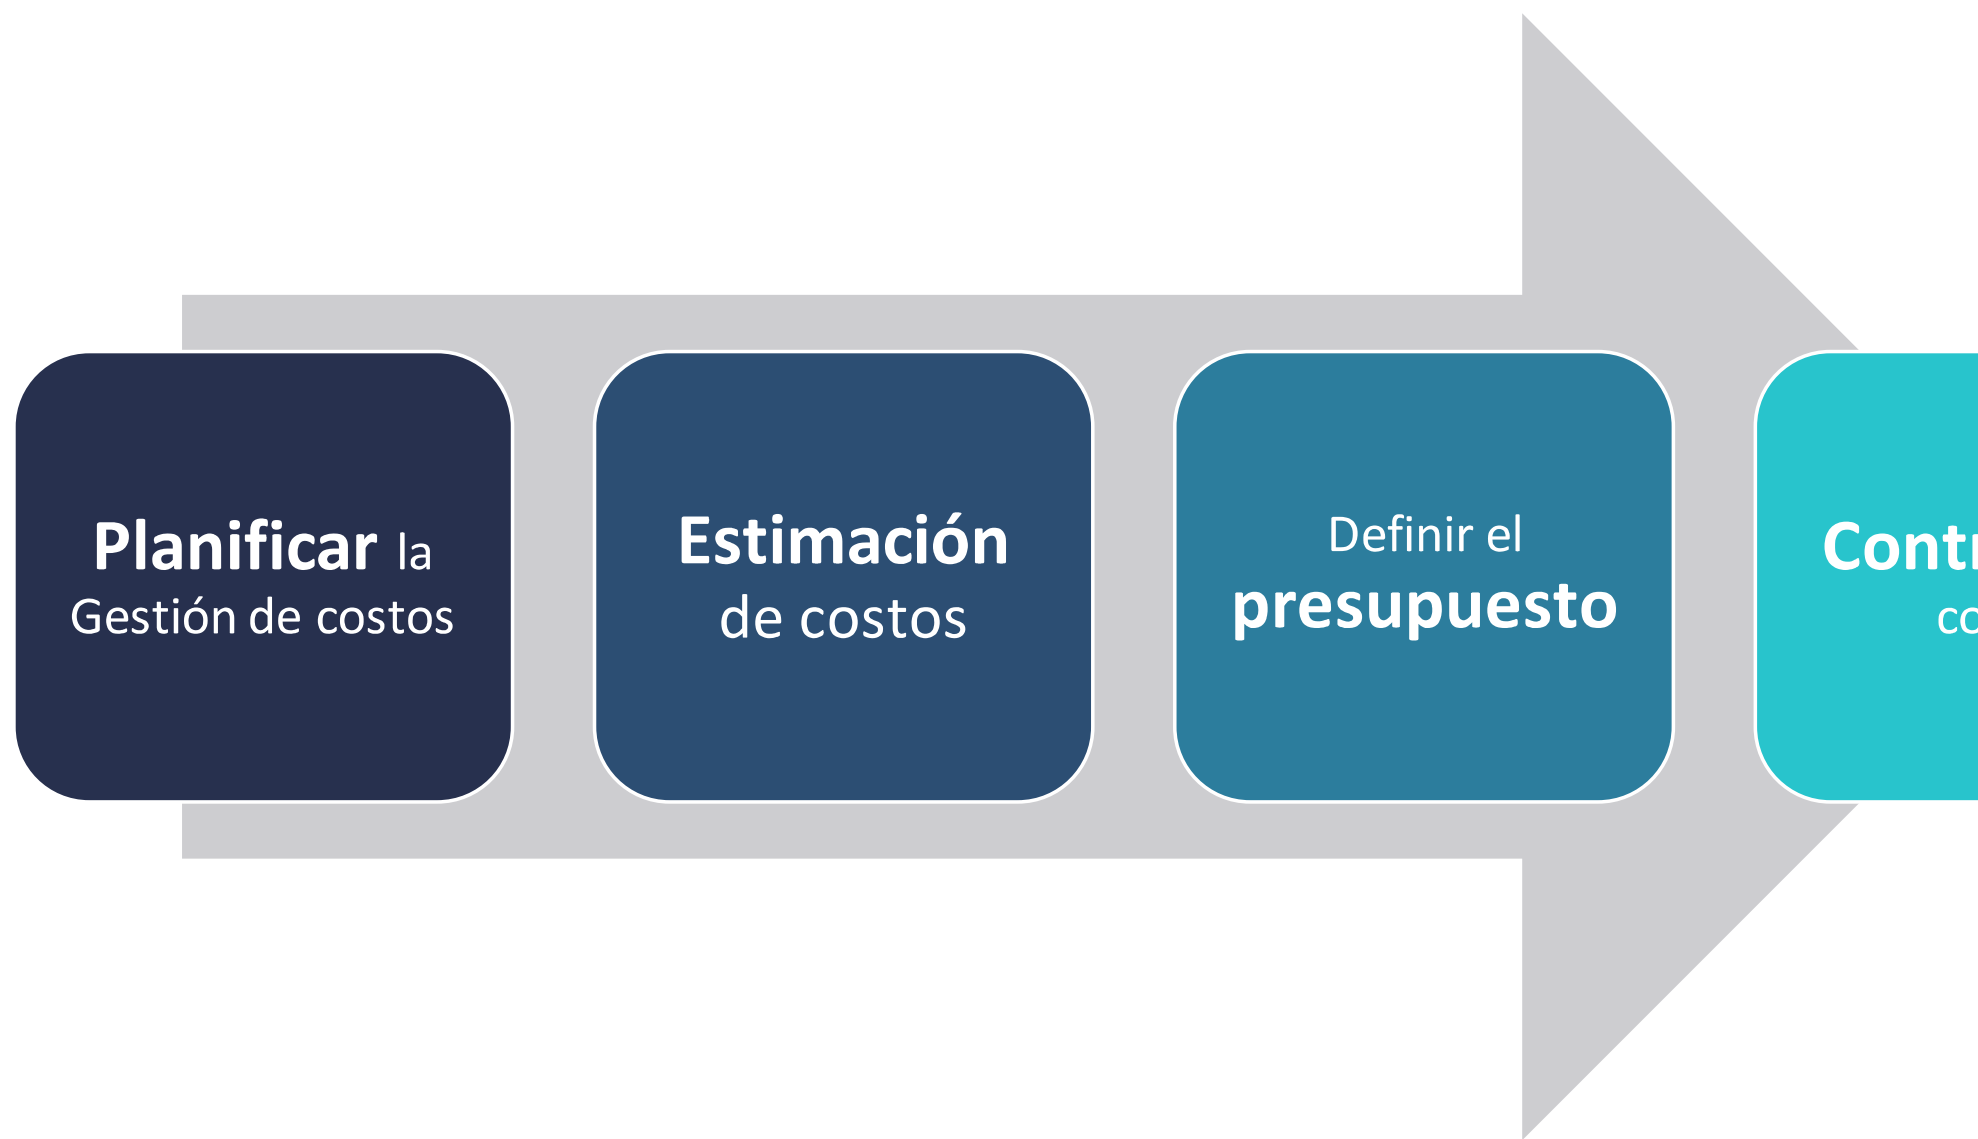 Planificar la
Gestión de costos
Estimación
de costos
Definir el
presupuesto